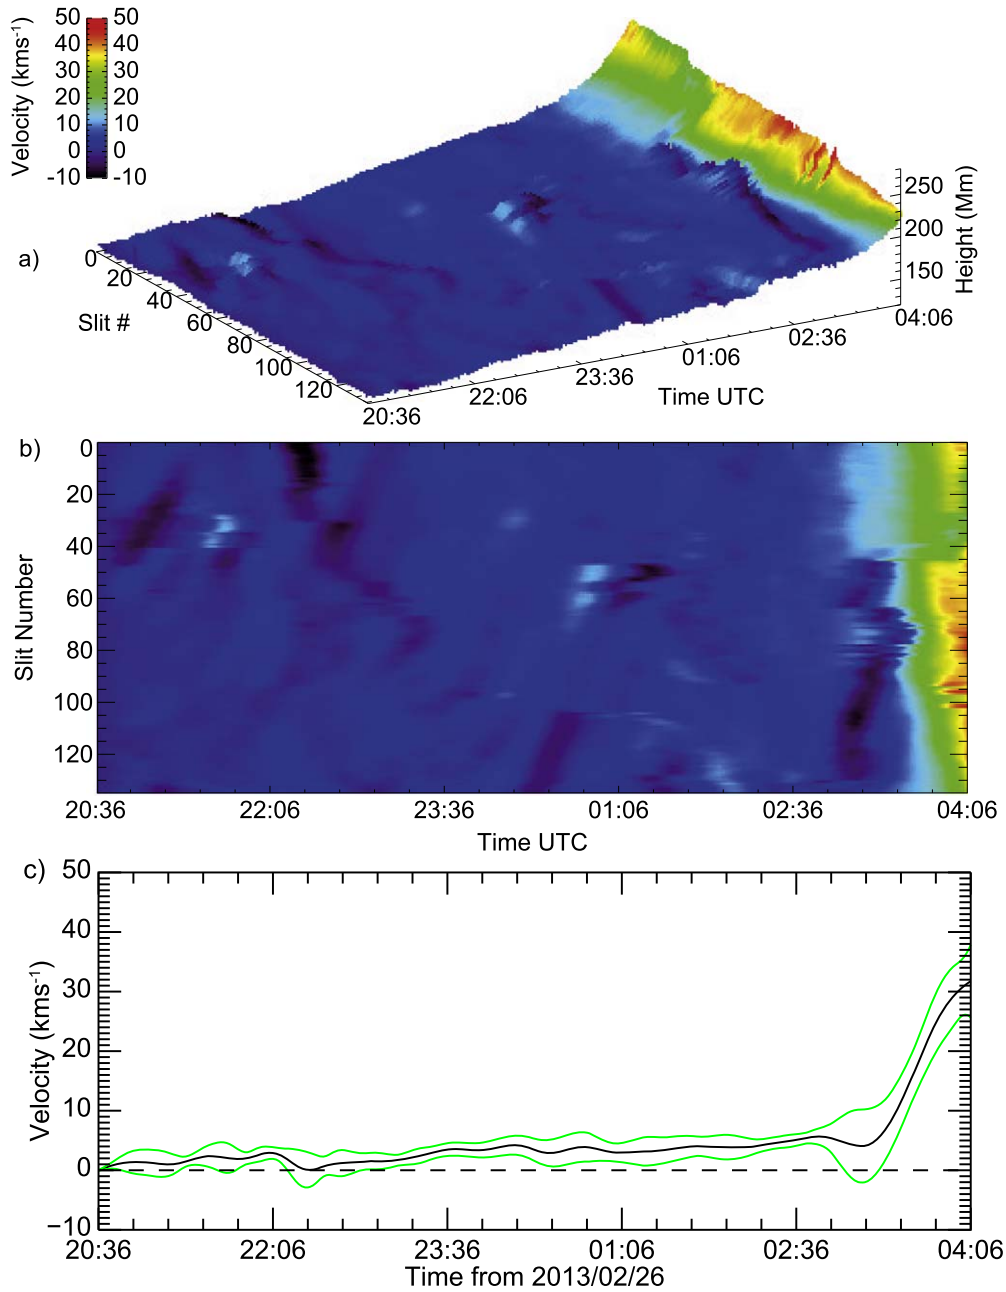 Velocity (kms⁻¹)
50 50
40 40
30 30
20 20
10 10
0 0
-10 -10
a)
0
20
40
60
80
100
120
Slit #
20:36
22:06
23:36
01:06
02:36
04:06
Time UTC
250
200
150
Height (Mm)
b)
0
20
40
60
80
100
120
Slit Number
20:36 22:06 23:36 01:06 02:36 04:06
Time UTC
c)
50
40
30
20
10
0
−10
Velocity (kms⁻¹)
20:36 22:06 23:36 01:06 02:36 04:06
Time from 2013/02/26